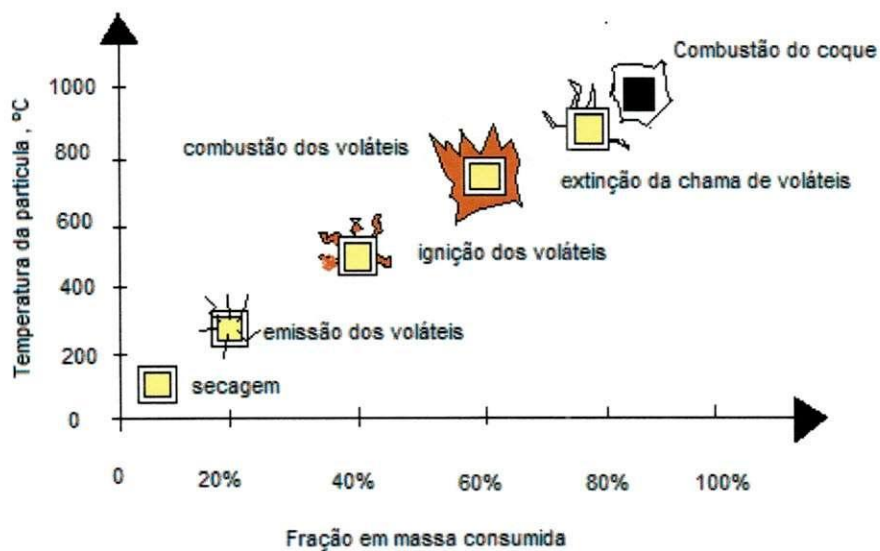 Combustão do coque
1000
combustão dos voláteis
800
extinção da chama de voláteis
600
ignição dos voláteis
400
emissão dos voláteis
200
secagem
0
Temperatura da particula , ºC
0
20%
40%
60%
80%
100%
Fração em massa consumida